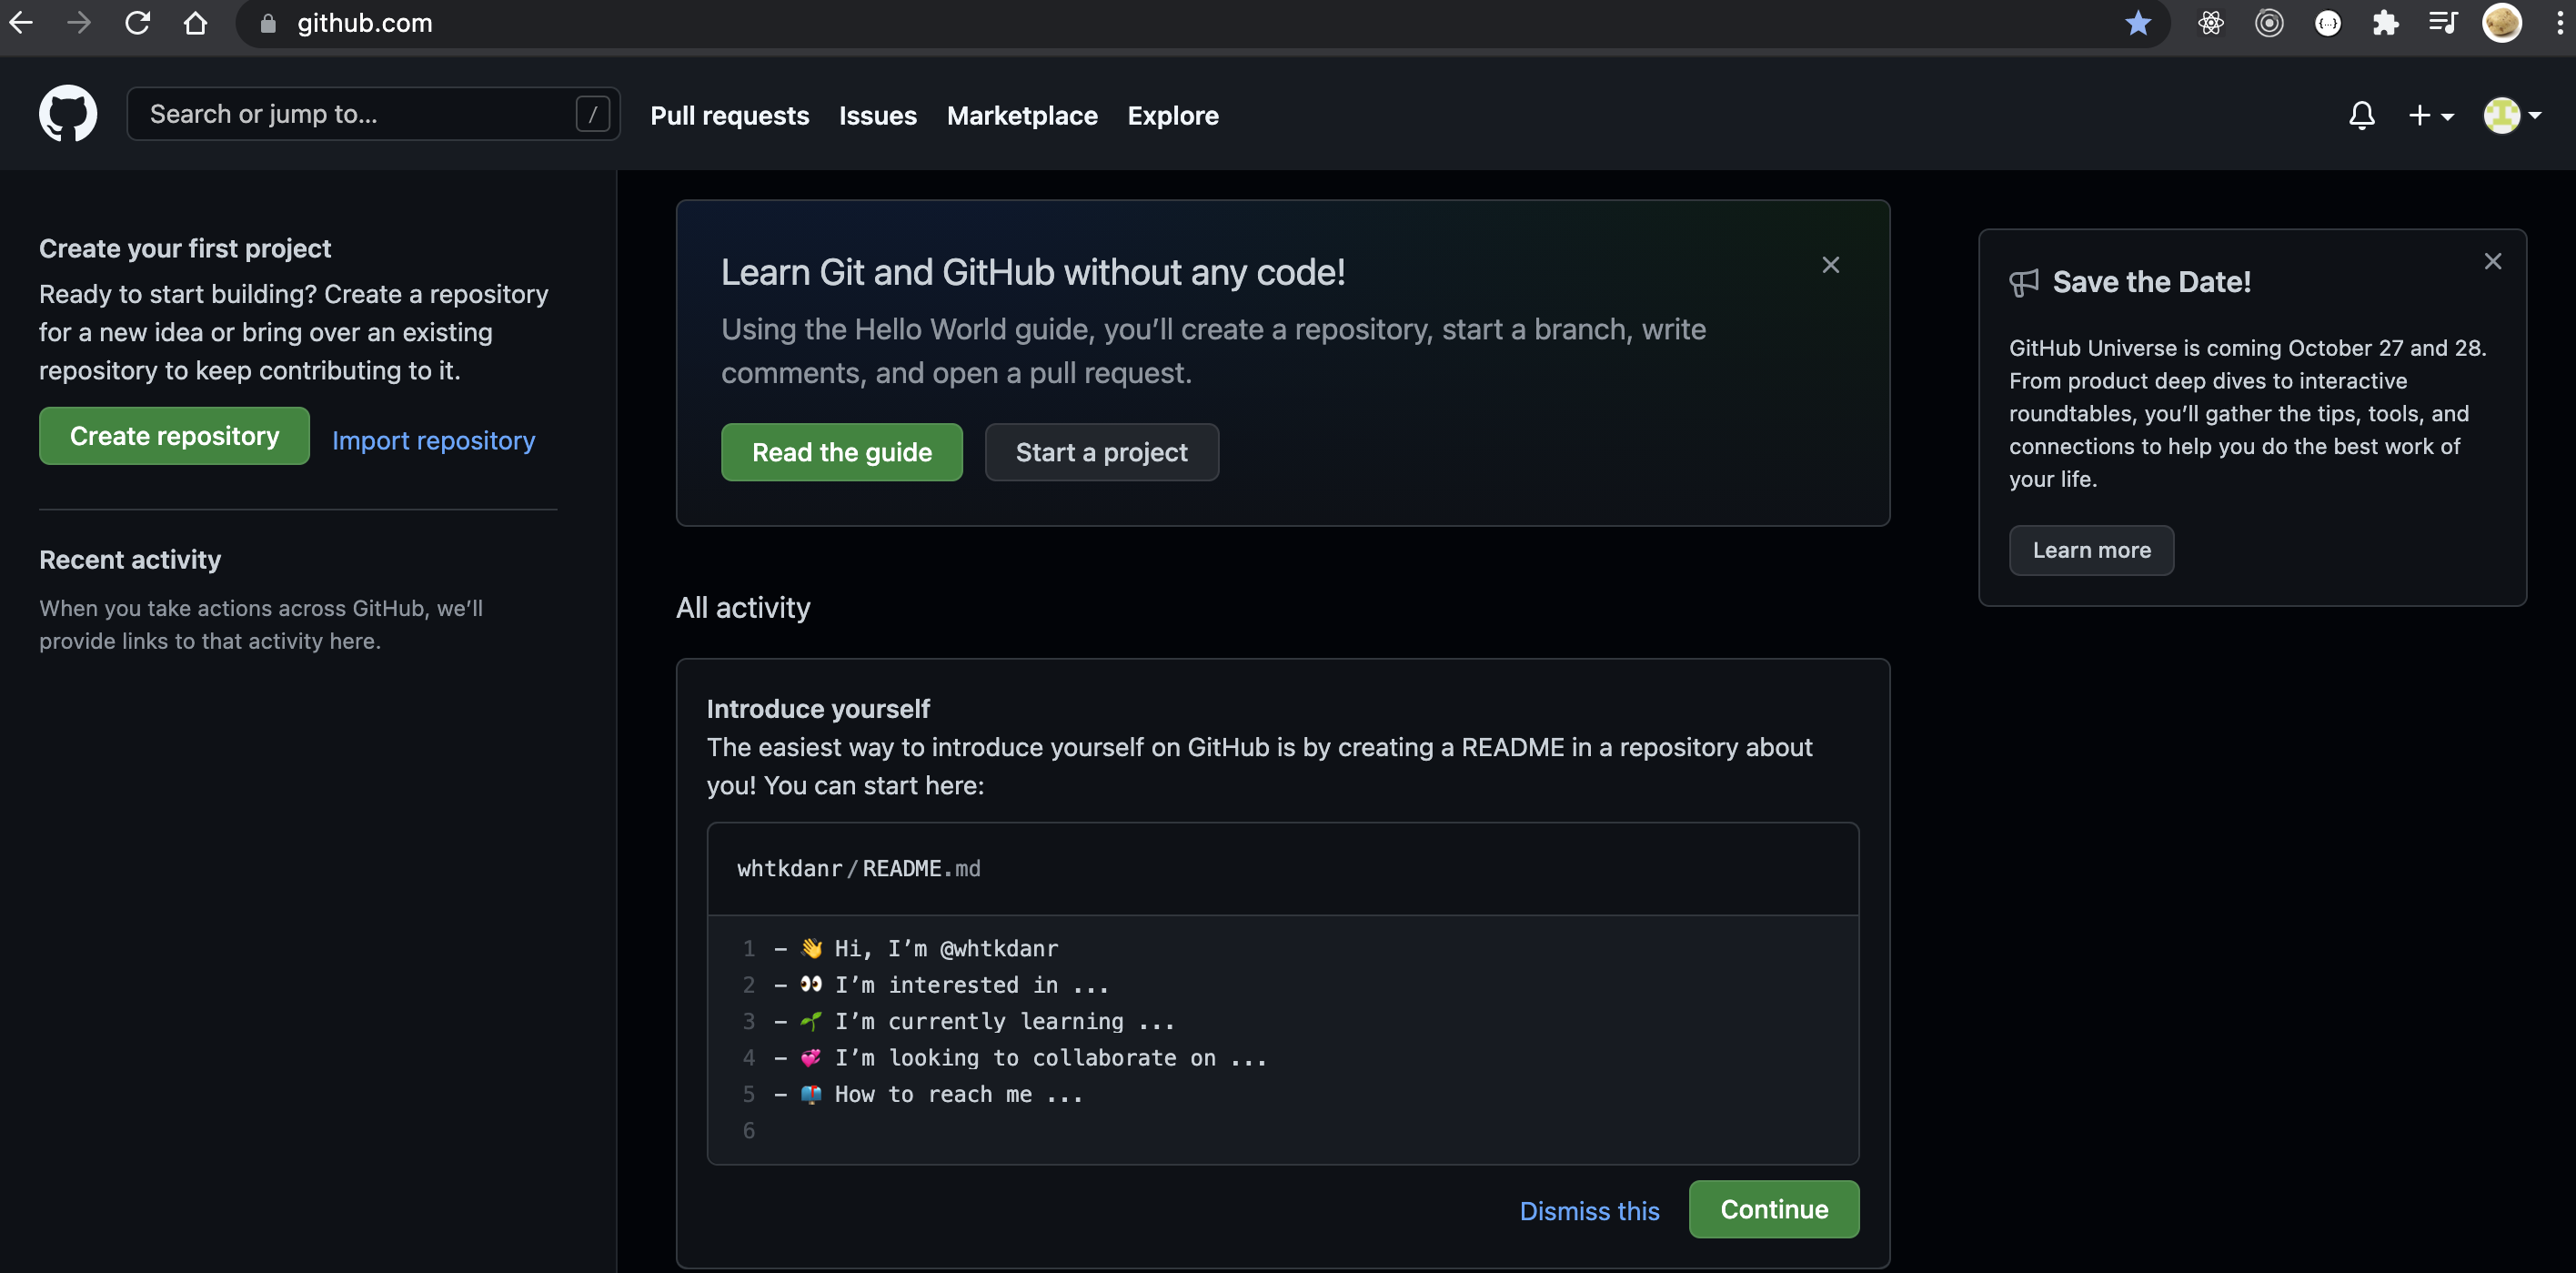 github.com
Search or jump to...
/
Pull requests
Issues
Marketplace
Explore
Create your first project
Ready to start building? Create a repository
for a new idea or bring over an existing
repository to keep contributing to it.
Create repository
Import repository
Recent activity
When you take actions across GitHub, we’ll
provide links to that activity here.
Learn Git and GitHub without any code!
Using the Hello World guide, you’ll create a repository, start a branch, write
comments, and open a pull request.
Read the guide
Start a project
All activity
Introduce yourself
The easiest way to introduce yourself on GitHub is by creating a README in a repository about
you! You can start here:
whtkdanr/README.md
1 - 👋 Hi, I’m @whtkdanr
2 - 👀 I’m interested in ...
3 - 🌱 I’m currently learning ...
4 - 💞️ I’m looking to collaborate on ...
5 - 📫 How to reach me ...
6
Dismiss this
Continue
Save the Date!
GitHub Universe is coming October 27 and 28.
From product deep dives to interactive
roundtables, you’ll gather the tips, tools, and
connections to help you do the best work of
your life.
Learn more